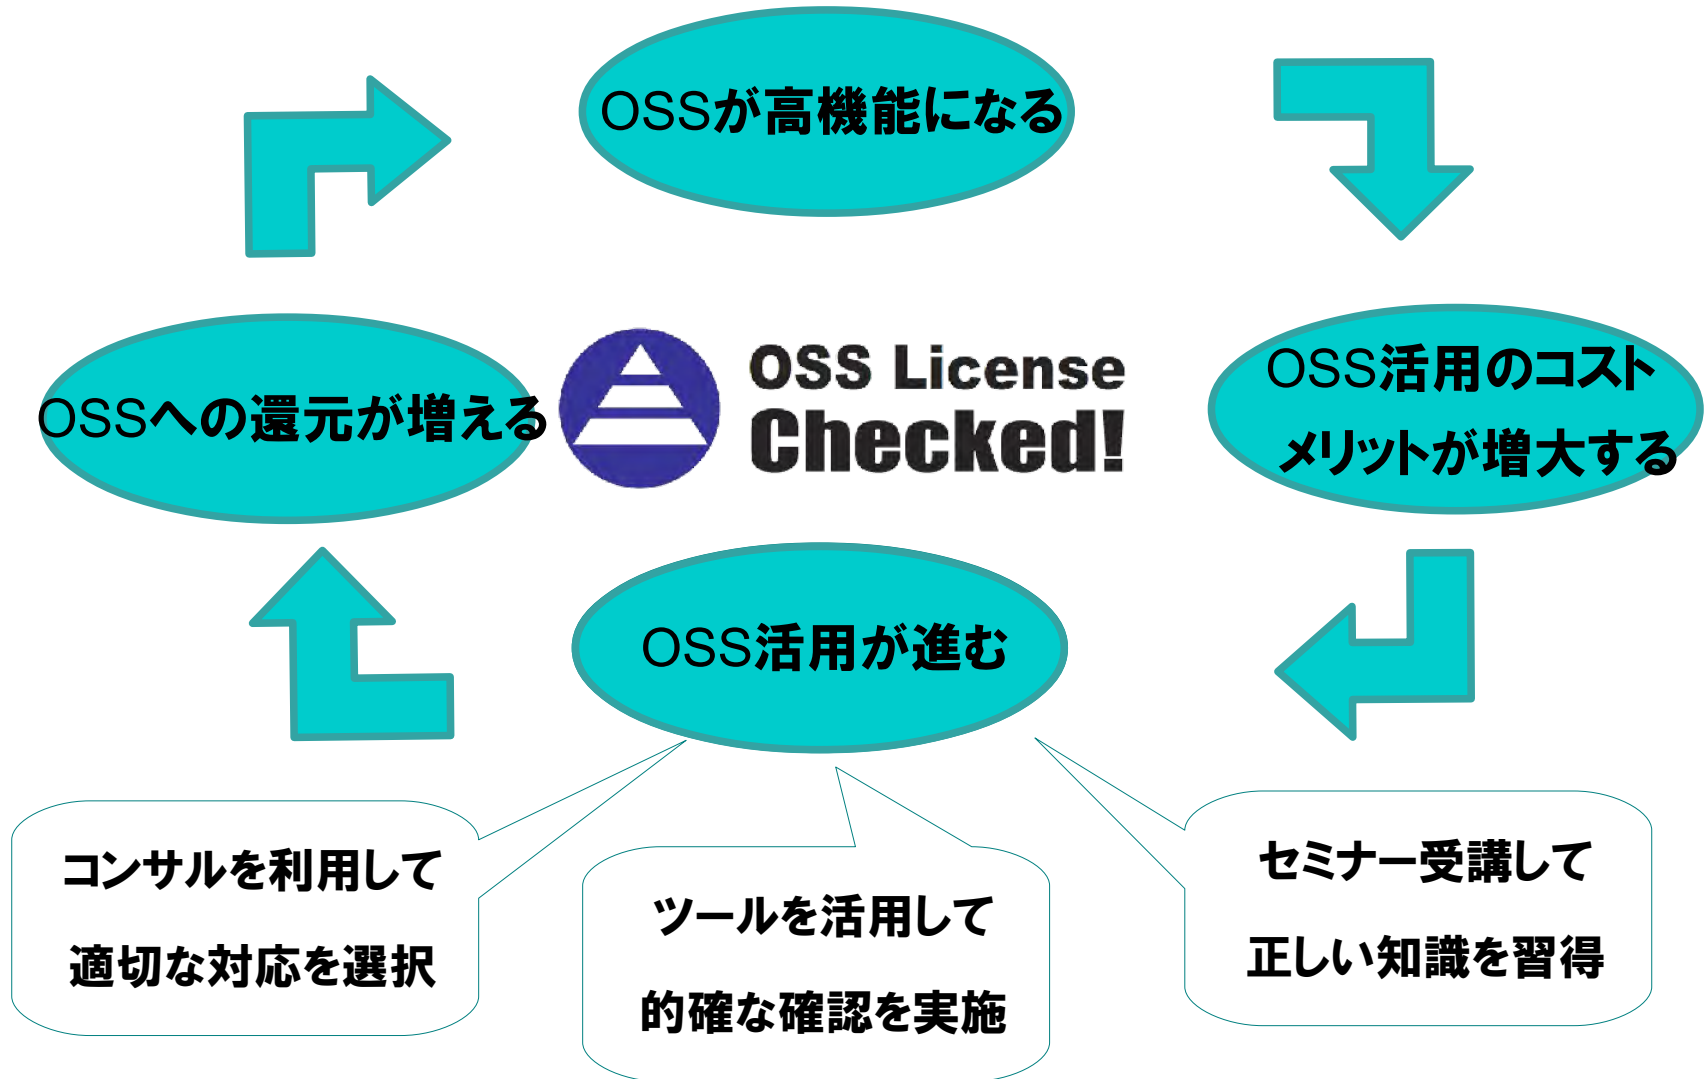 OSSが高機能になる
OSSへの還元が増える
OSS License
Checked!
OSS活用のコスト
メリットが増大する
OSS活用が進む
コンサルを利用して
適切な対応を選択
ツールを活用して
的確な確認を実施
セミナー受講して
正しい知識を習得